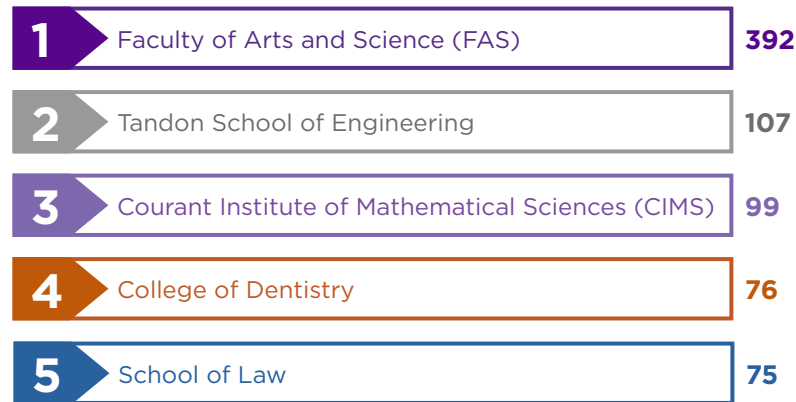 1 Faculty of Arts and Science (FAS) 392
2 Tandon School of Engineering 107
3 Courant Institute of Mathematical Sciences (CIMS) 99
4 College of Dentistry 76
5 School of Law 75